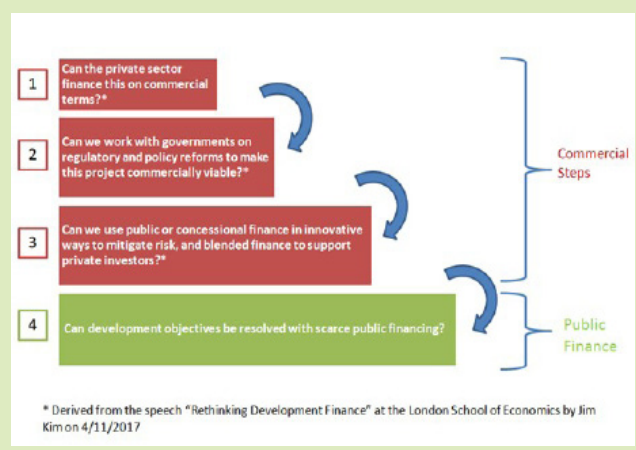 1
Can the private sector
finance this on commercial
terms?*
2
Can we work with governments on
regulatory and policy reforms to make
this project commercially viable?*
3
Can we use public or concessional finance in innovative
ways to mitigate risk, and blended finance to support
private investors?*
4
Can development objectives be resolved with scarce public financing?
Commercial
Steps
Public
Finance
* Derived from the speech “Rethinking Development Finance” at the London School of Economics by Jim
Kim on 4/11/2017